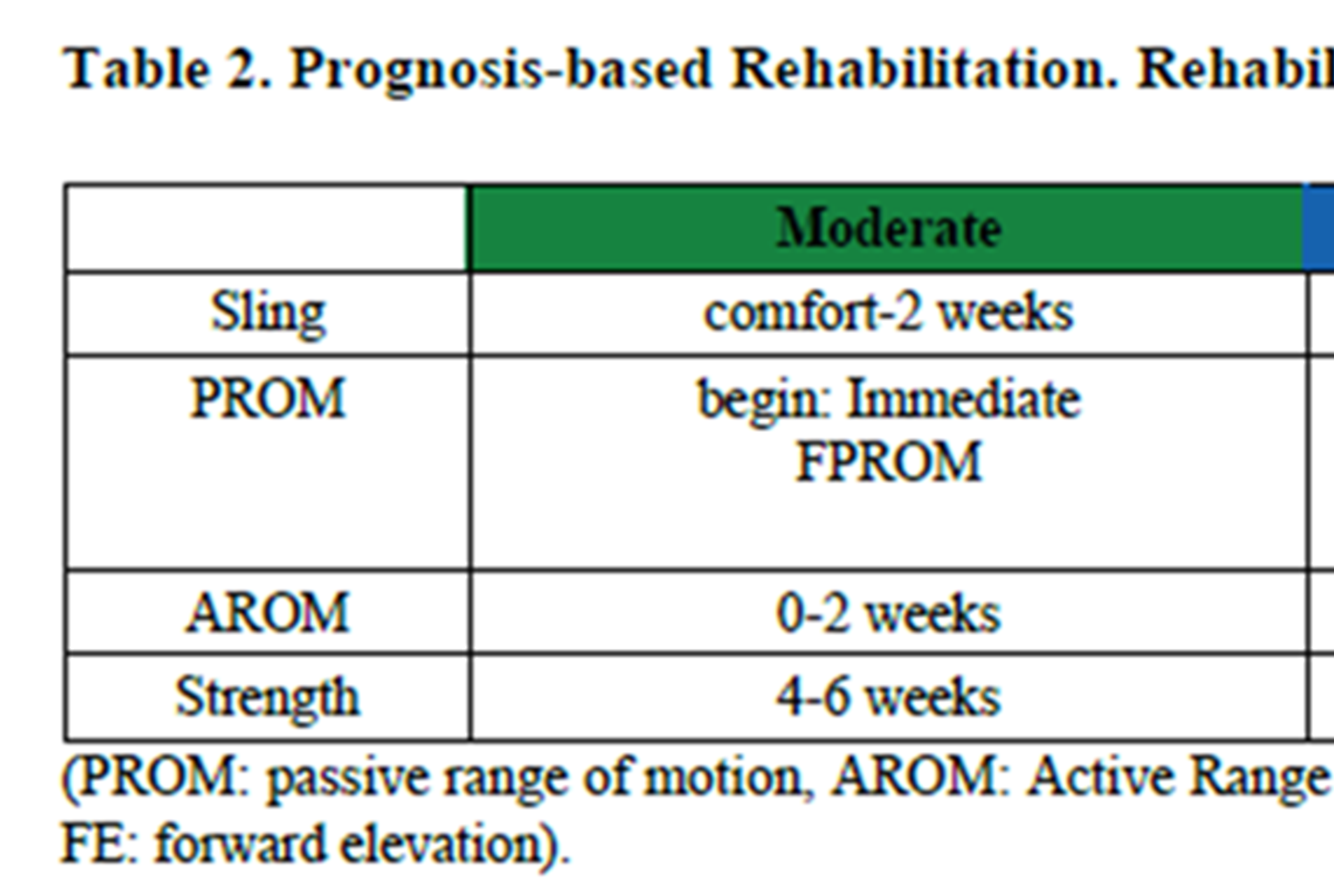 Table 2. Prognosis-based Rehabilitation. Rehabil
Moderate
Sling comfort-2 weeks
PROM begin: Immediate
FPROM
AROM 0-2 weeks
Strength 4-6 weeks
(PROM: passive range of motion, AROM: Active Range
FE: forward elevation).